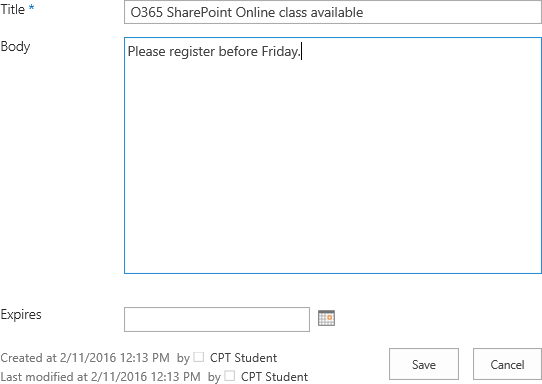 Title * O365 SharePoint Online class available
Body Please register before Friday.
Expires
Created at 2/11/2016 12:13 PM by CPT Student
Last modified at 2/11/2016 12:13 PM by CPT Student
Save Cancel